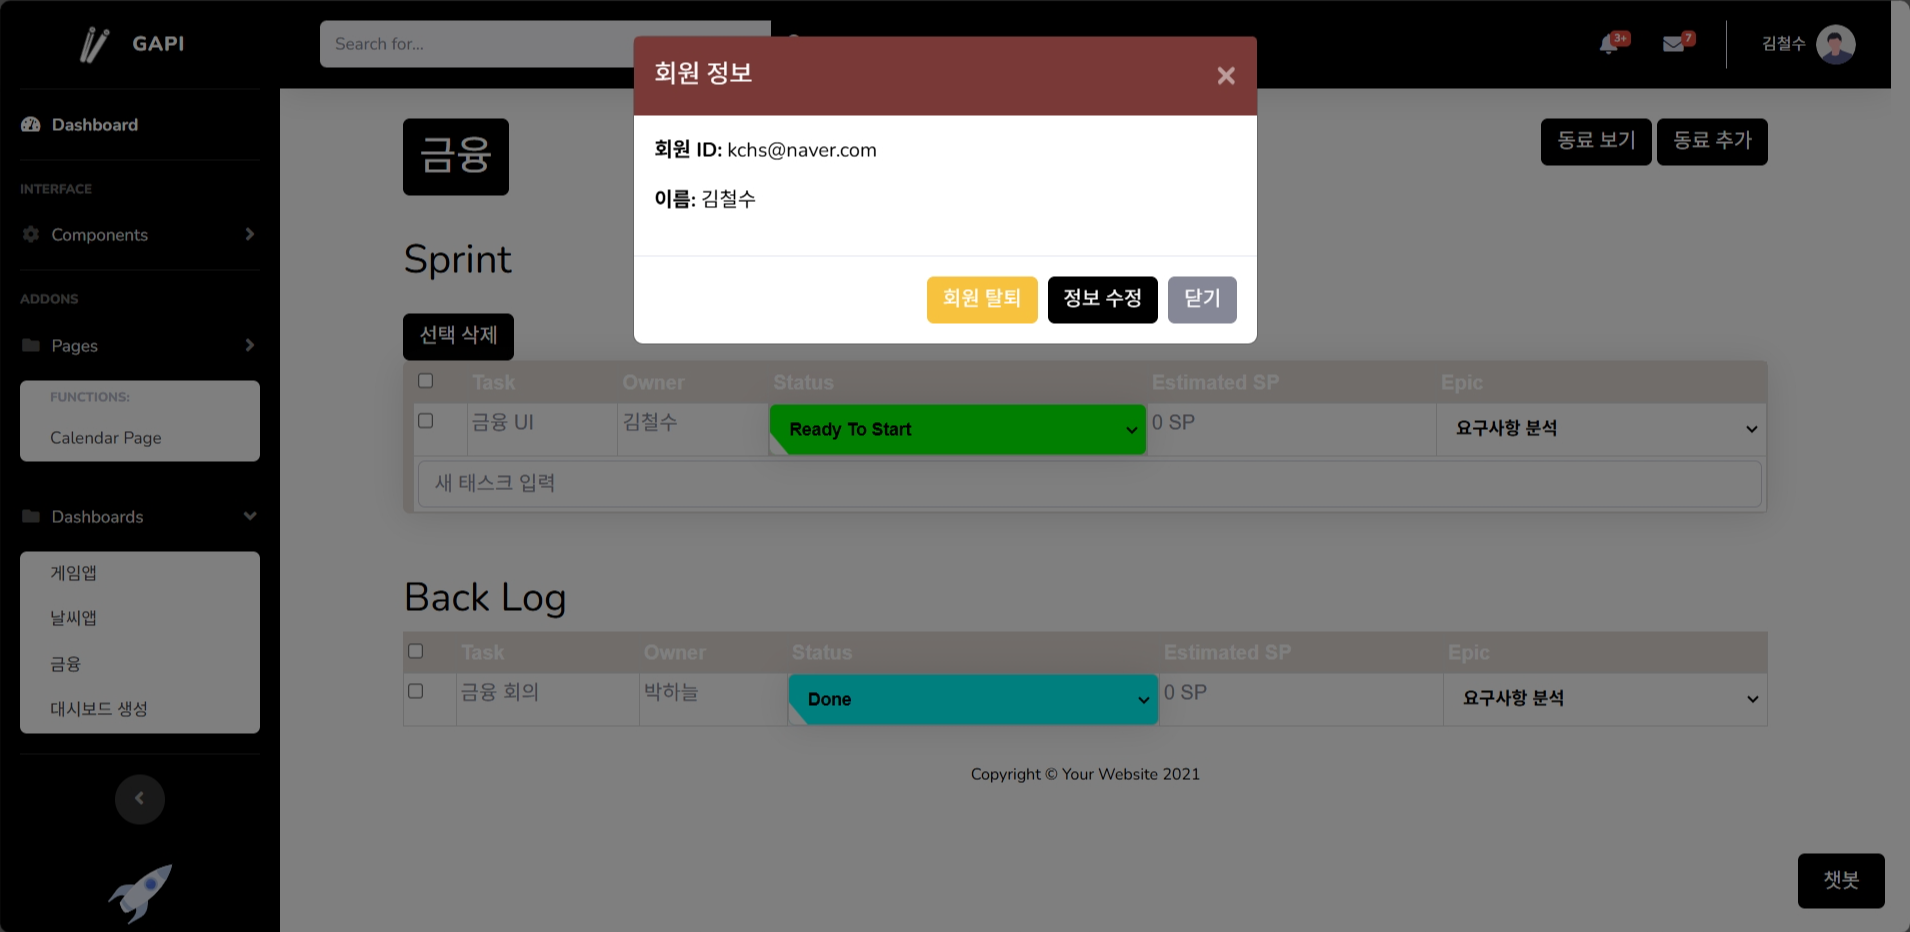 GAPI
Search for...
3+
7
김철수
Dashboard
INTERFACE
Components
ADDONS
Pages
FUNCTIONS:
Calendar Page
Dashboards
게임앱
날씨앱
금융
대시보드 생성
회원 정보
×
회원 ID: kchs@naver.com
이름: 김철수
회원 탈퇴 정보 수정 닫기
금융
동료 보기 동료 추가
Sprint
선택 삭제
Task Owner Status Estimated SP Epic
금융 UI 김철수 Ready To Start 0 SP 요구사항 분석
새 태스크 입력
Back Log
Task Owner Status Estimated SP Epic
금융 회의 박하늘 Done 0 SP 요구사항 분석
Copyright © Your Website 2021
챗봇